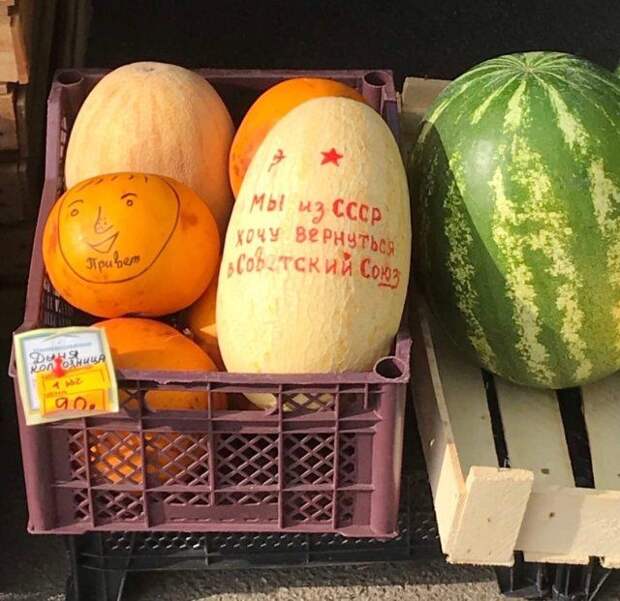 Мы из СССР
хочу вернуться
в Советский Союз
Привет
Дыня
колхозница
1 кг
90.